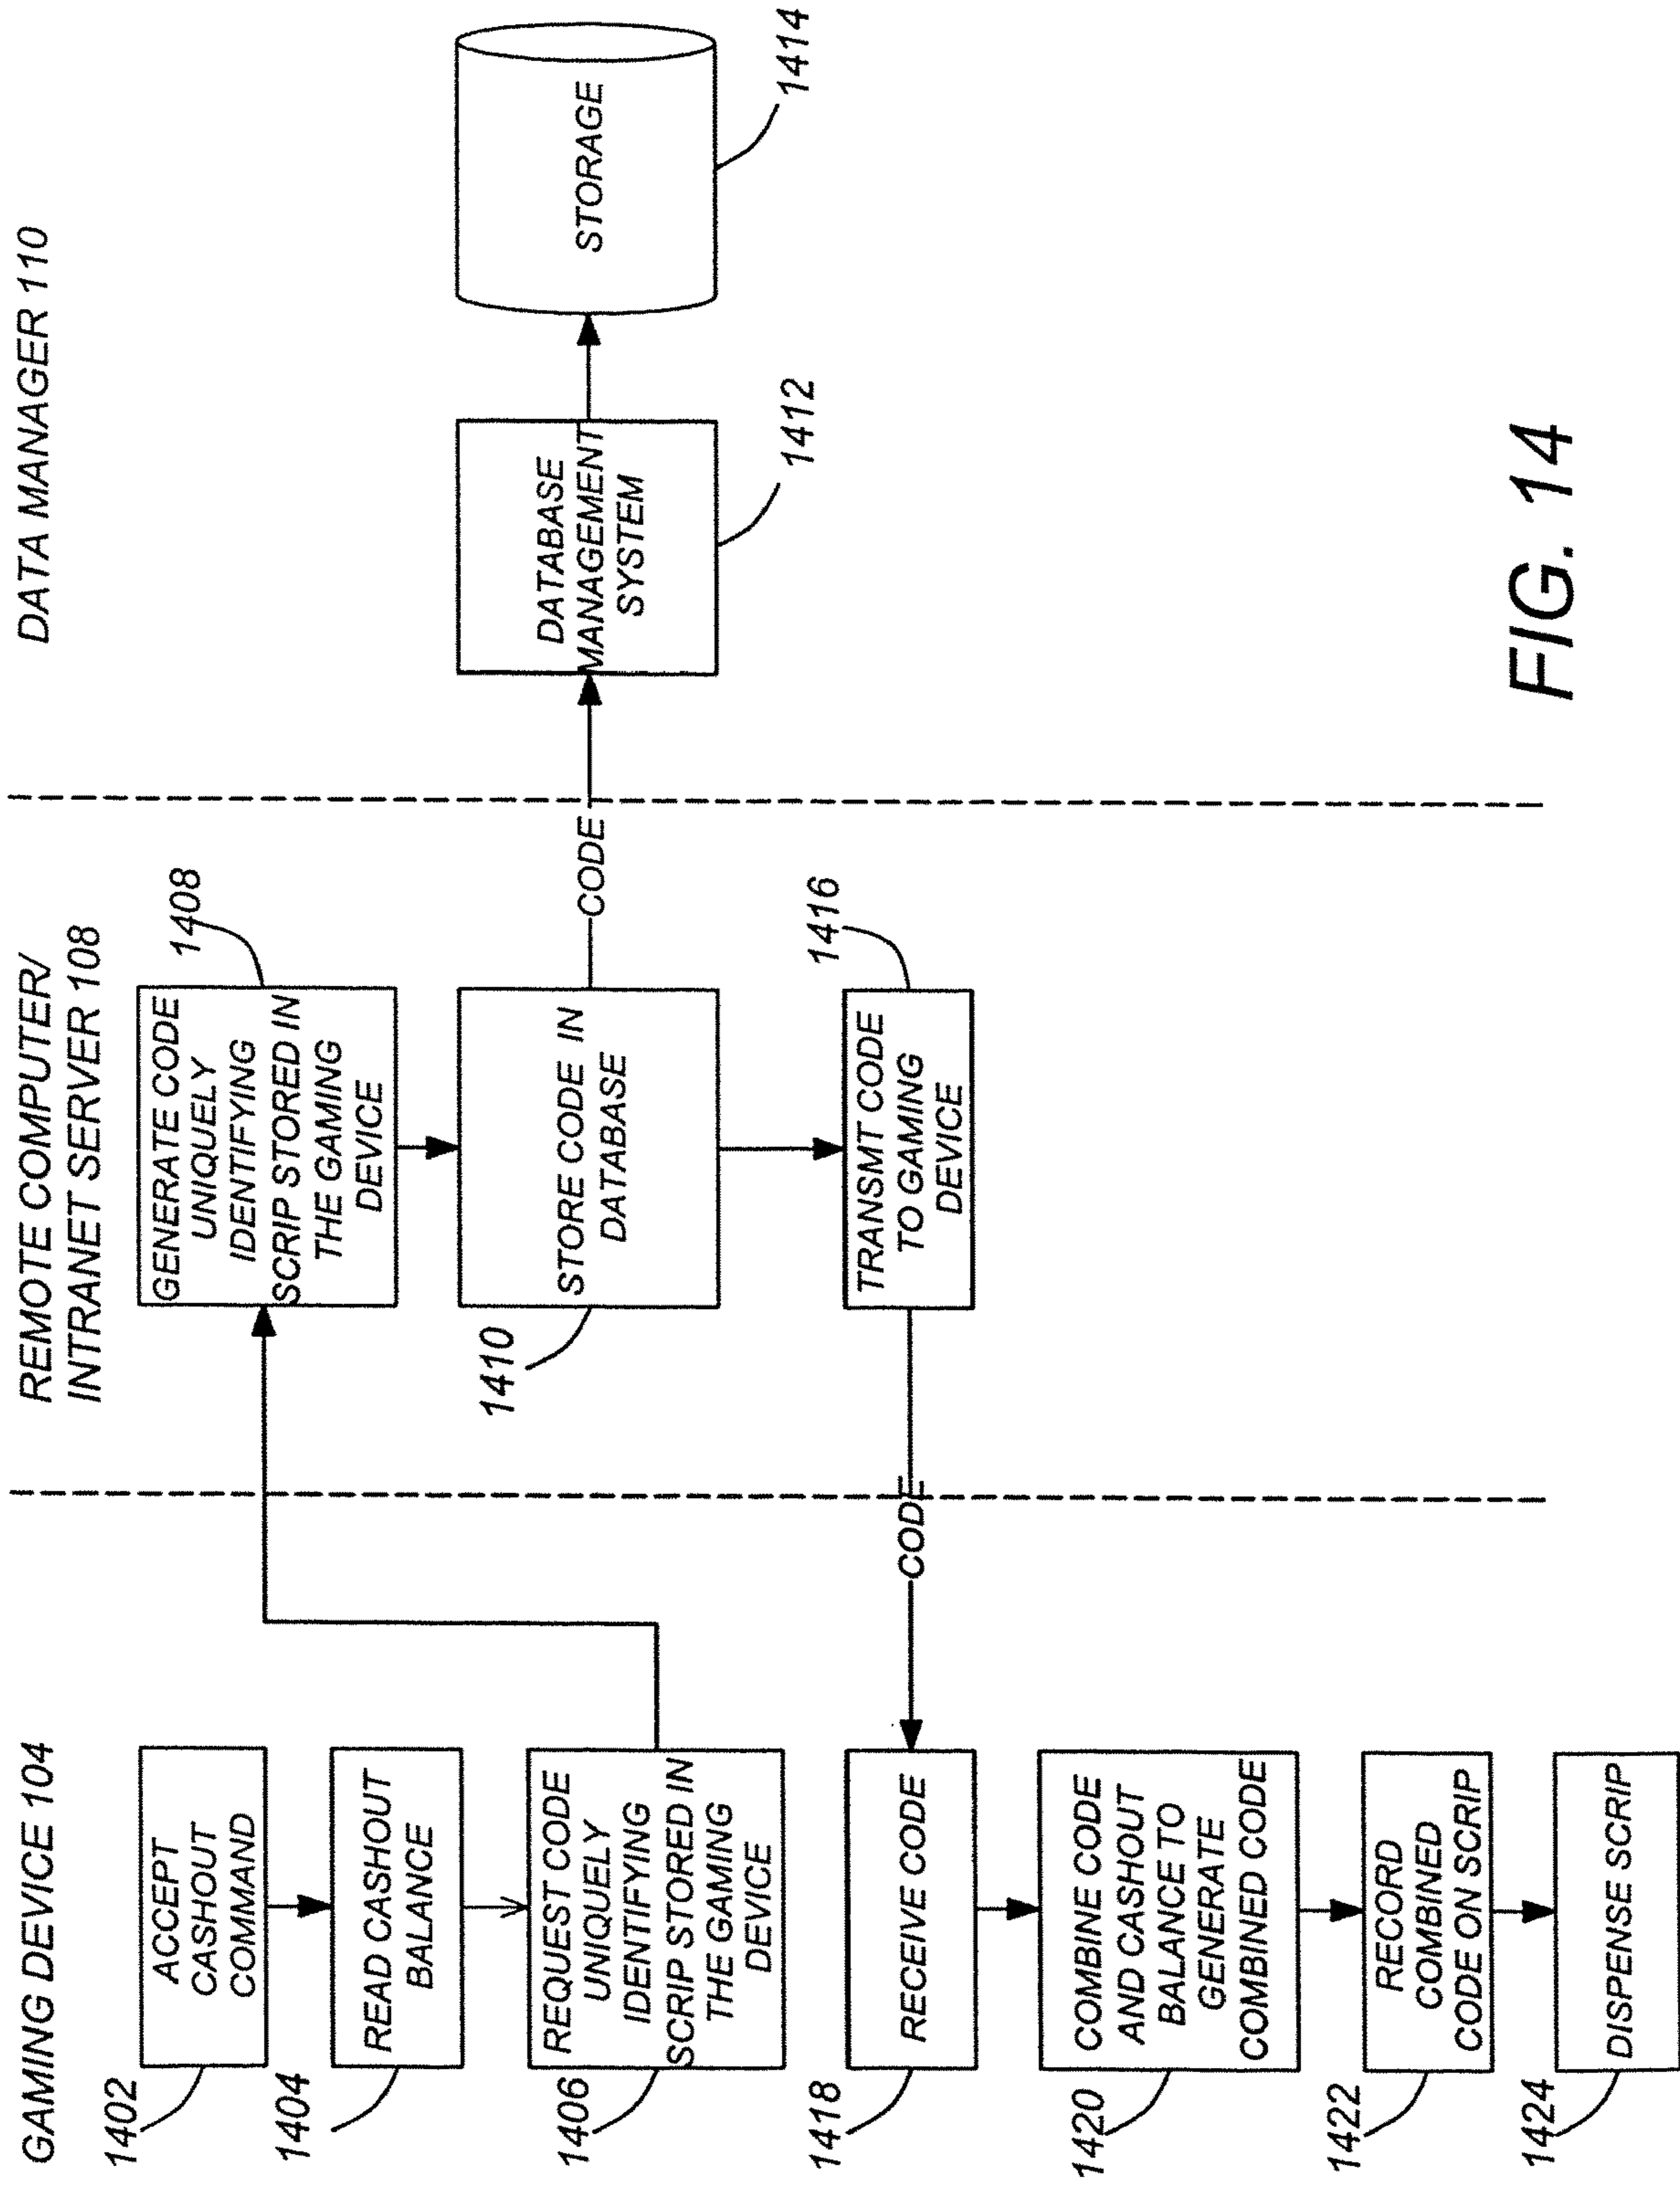 GAMING DEVICE 104
1402
ACCEPT
CASHOUT
COMMAND
1404
READ CASHOUT
BALANCE
1406
REQUEST CODE
UNIQUELY
IDENTIFYING
SCRIP STORED IN
THE GAMING
DEVICE
1418
RECEIVE CODE
1420
COMBINE CODE
AND CASHOUT
BALANCE TO
GENERATE
COMBINED CODE
1422
RECORD
COMBINED
CODE ON SCRIP
1424
DISPENSE SCRIP
REMOTE COMPUTER/
INTRANET SERVER 108
1408
GENERATE CODE
UNIQUELY
IDENTIFYING
SCRIP STORED IN
THE GAMING
DEVICE
1410
STORE CODE IN
DATABASE
CODE
1416
TRANSMT CODE
TO GAMING
DEVICE
CODE
DATA MANAGER 110
DATABASE
MANAGEMENT
SYSTEM
1412
STORAGE
1414
FIG. 14